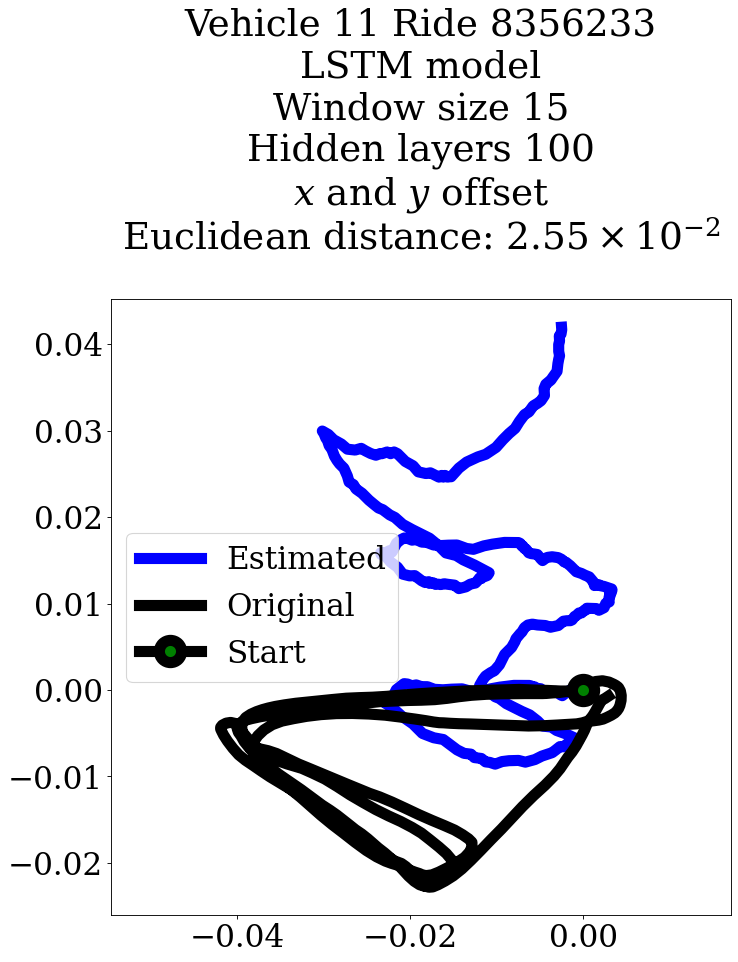 Vehicle 11 Ride 8356233
LSTM model
Window size 15
Hidden layers 100
x and y offset
Euclidean distance: 2.55 × 10⁻²
0.04
0.03
0.02
0.01
0.00
−0.01
−0.02
Estimated
Original
Start
−0.04
−0.02
0.00